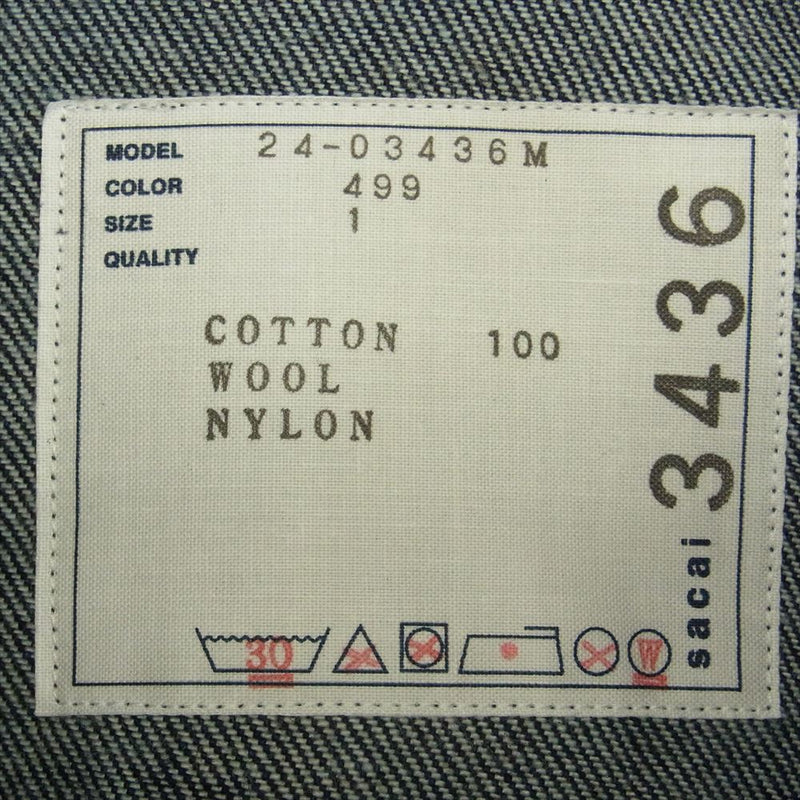 MODEL 24-03436M
COLOR 499
SIZE 1
QUALITY
COTTON 100
WOOL
NYLON
30
W
sacai 3436